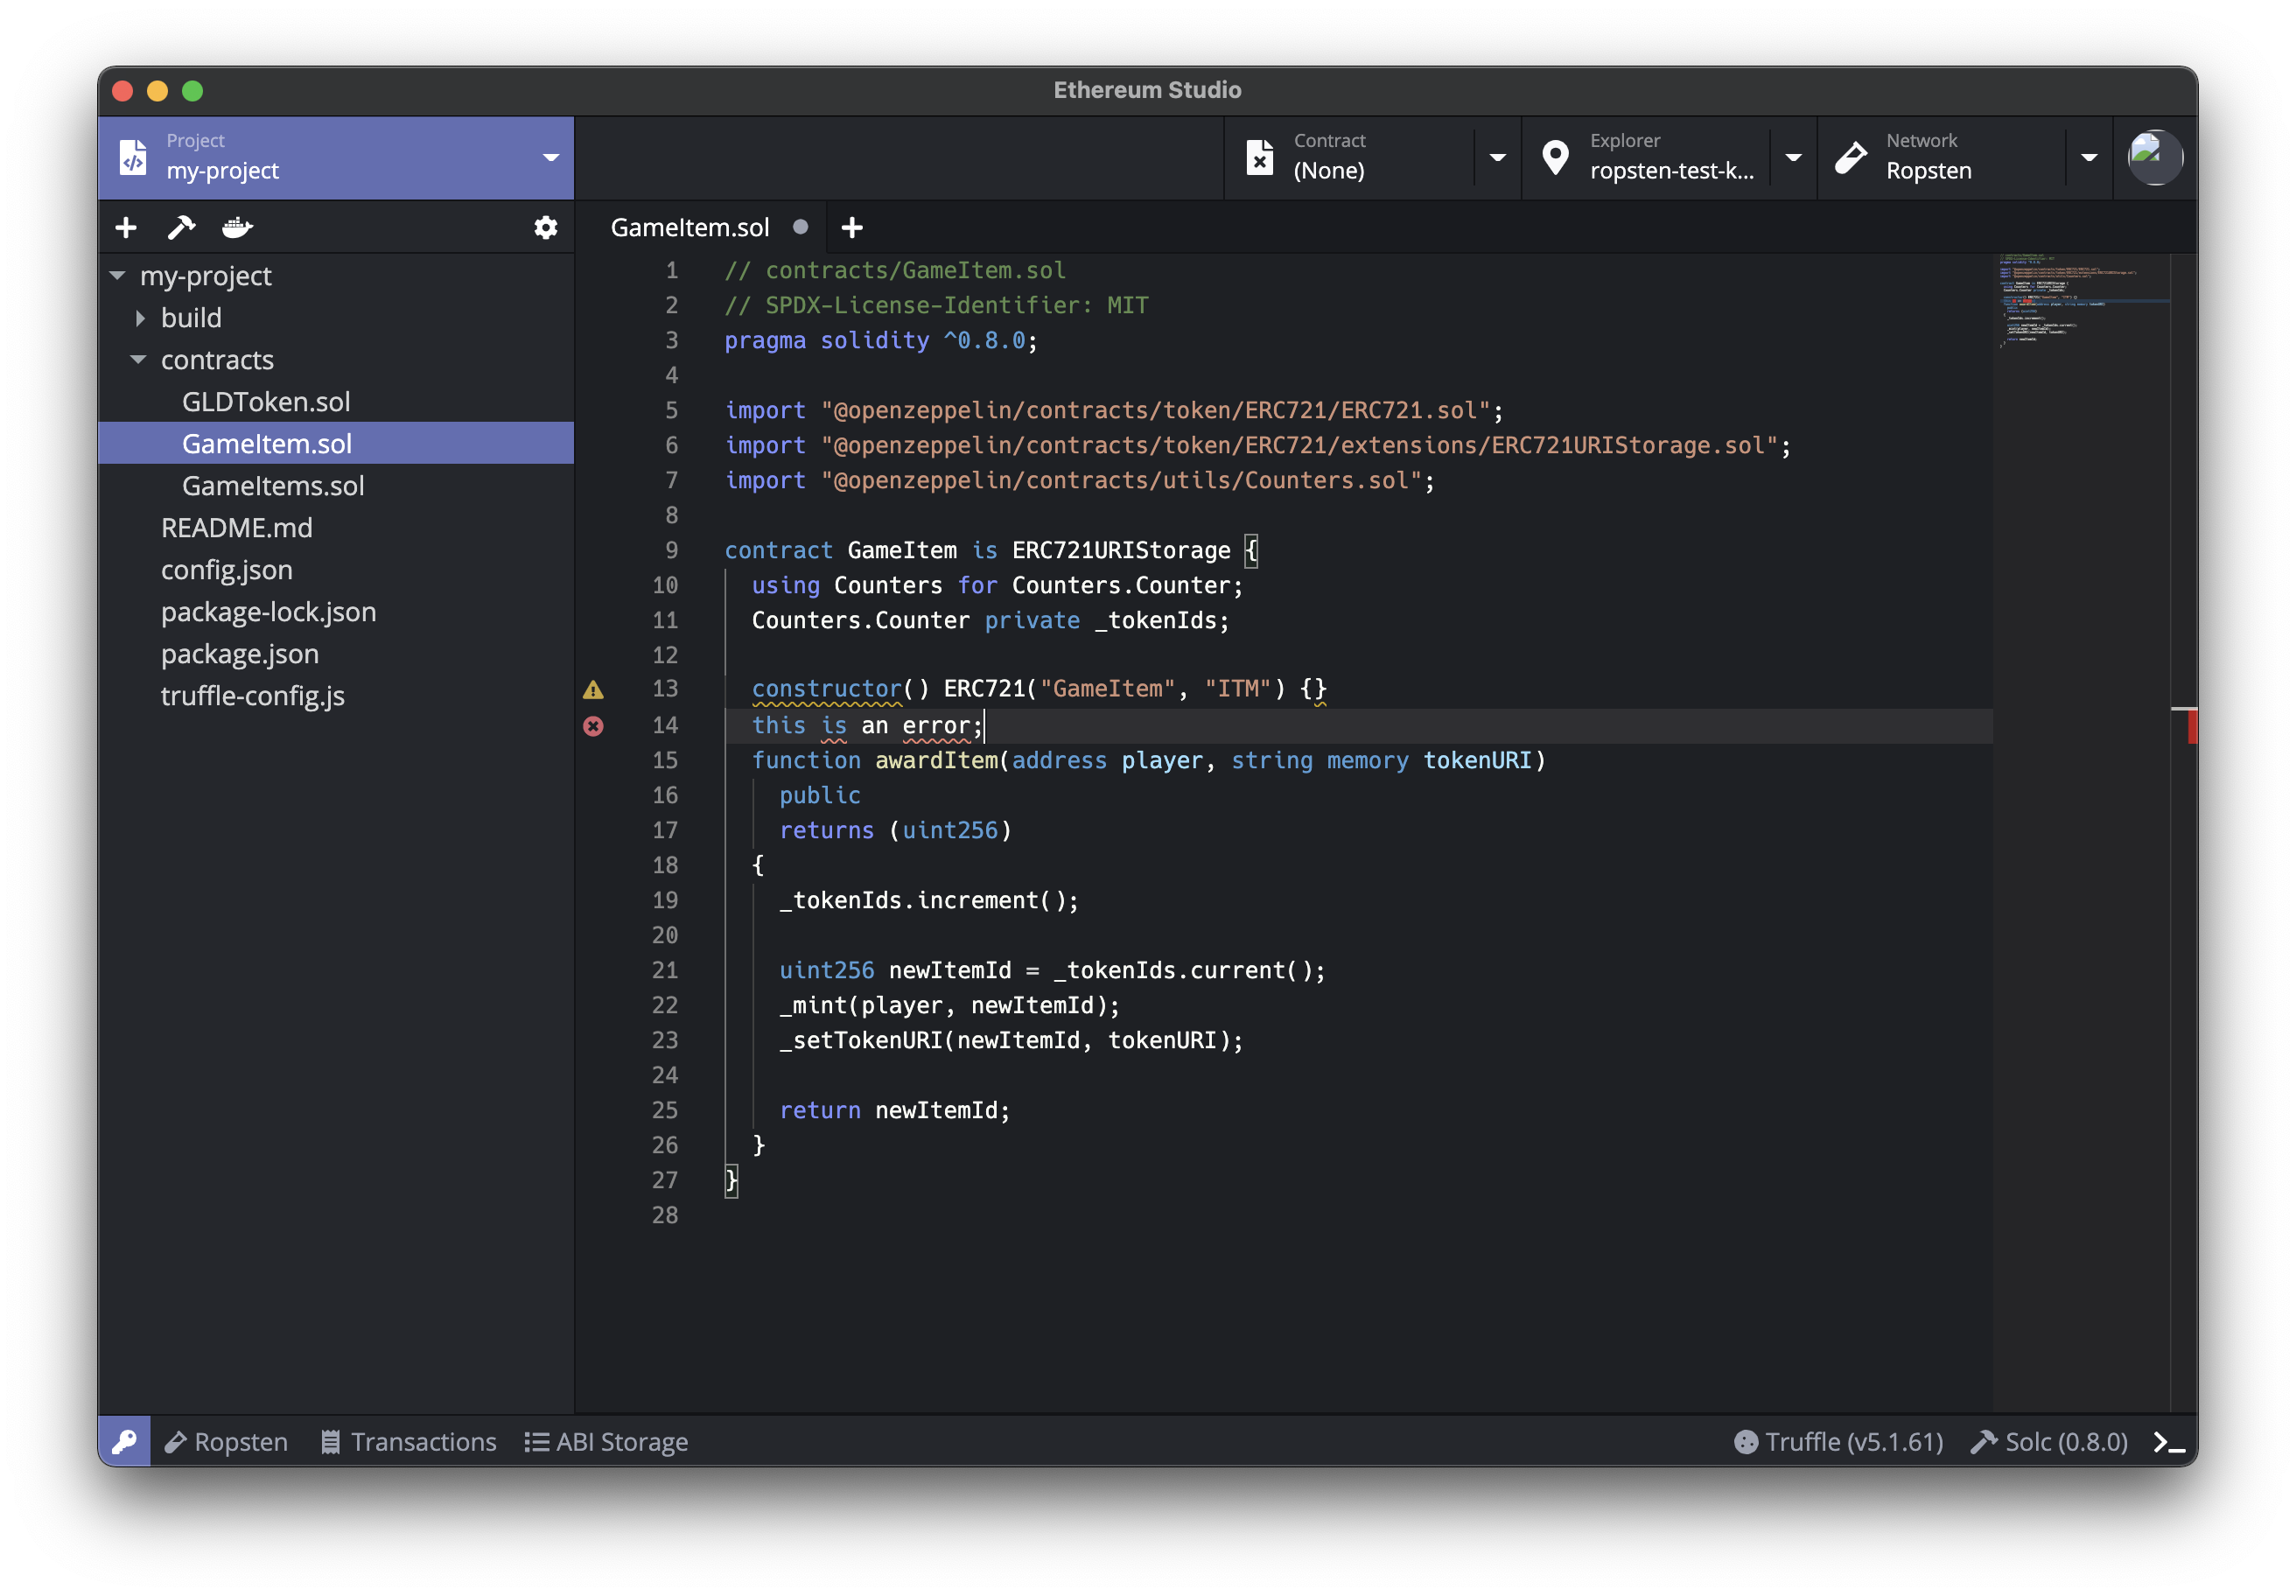 Ethereum Studio
Project
my-project
Contract
(None)
Explorer
ropsten-test-k...
Network
Ropsten
my-project
build
contracts
GLDToken.sol
GameItem.sol
GameItems.sol
README.md
config.json
package-lock.json
package.json
truffle-config.js
GameItem.sol
1 // contracts/GameItem.sol
2 // SPDX-License-Identifier: MIT
3 pragma solidity ^0.8.0;
4
5 import "@openzeppelin/contracts/token/ERC721/ERC721.sol";
6 import "@openzeppelin/contracts/token/ERC721/extensions/ERC721URIStorage.sol";
7 import "@openzeppelin/contracts/utils/Counters.sol";
8
9 contract GameItem is ERC721URIStorage {
10 using Counters for Counters.Counter;
11 Counters.Counter private _tokenIds;
12
13 constructor() ERC721("GameItem", "ITM") {}
14 this is an error;
15 function awardItem(address player, string memory tokenURI)
16 public
17 returns (uint256)
18 {
19 _tokenIds.increment();
20
21 uint256 newItemId = _tokenIds.current();
22 _mint(player, newItemId);
23 _setTokenURI(newItemId, tokenURI);
24
25 return newItemId;
26 }
27 }
28
Ropsten
Transactions
ABI Storage
Truffle (v5.1.61)
Solc (0.8.0)